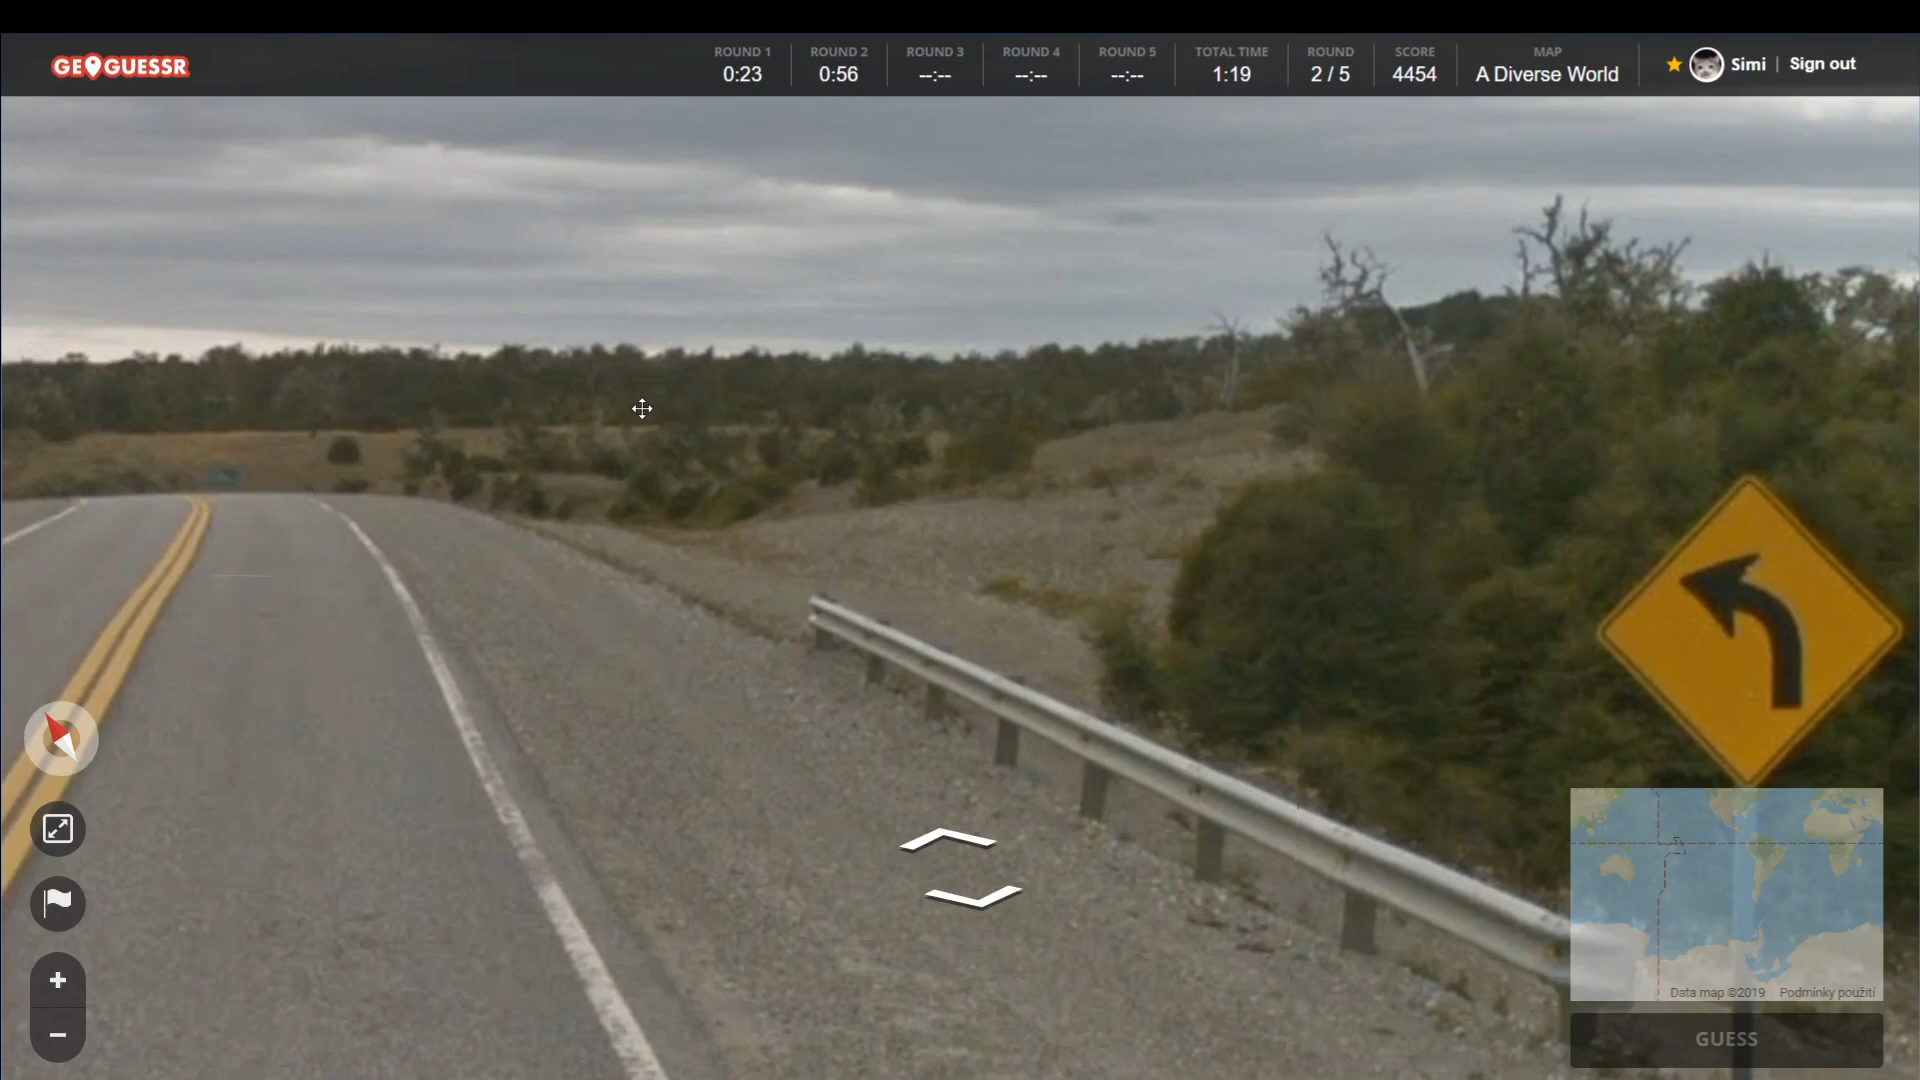 GEOGUESSR
ROUND 1
0:23
ROUND 2
0:56
ROUND 3
--:--
ROUND 4
--:--
ROUND 5
--:--
TOTAL TIME
1:19
ROUND
2 / 5
SCORE
4454
MAP
A Diverse World
Simi | Sign out
Data map ©2019 Podmínky použití
GUESS